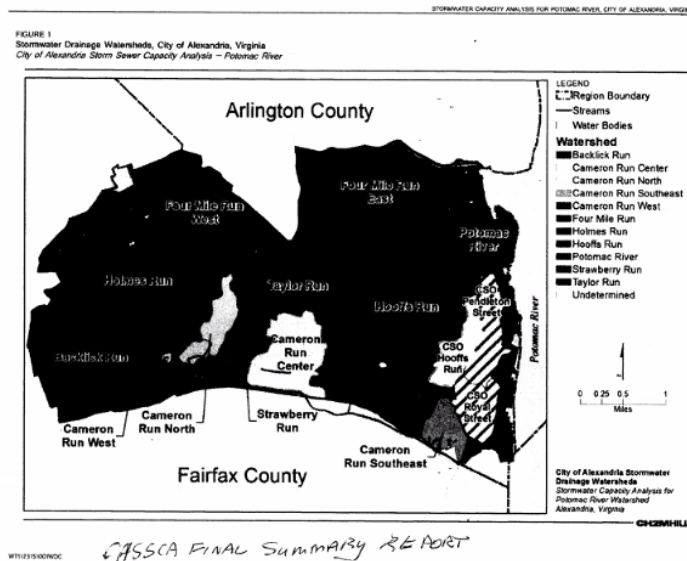 STORMWATER CAPACITY ANALYSIS FOR POTOMAC RIVER, CITY OF ALEXANDRIA, VIRGIN
FIGURE 1
Stormwater Drainage Watersheds, City of Alexandria, Virginia
City of Alexandria Storm Sewer Capacity Analysis – Potomac River
Arlington County
Four Mile Run
West
Four Mile Run
East
Potomac
River
Holmes Run
Taylor Run
Hooffs Run
CSO
Pendleton
Street
Potomac River
Cameron
Run
Center
CSO
Hooffs
Run
Backlick Run
CSO
Royal
Street
Cameron
Run West
Cameron
Run North
Strawberry
Run
Cameron
Run Southeast
Fairfax County
LEGEND
Region Boundary
Streams
Water Bodies
Watershed
Backlick Run
Cameron Run Center
Cameron Run North
Cameron Run Southeast
Cameron Run West
Four Mile Run
Holmes Run
Hooffs Run
Potomac River
Strawberry Run
Taylor Run
Undetermined
0 0.25 0.5 1
Miles
City of Alexandria Stormwater
Drainage Watersheds
Stormwater Capacity Analysis for
Potomac River Watershed
Alexandria, Virginia
CH2MHILL
CASSCA FINAL SUMMARY REPORT